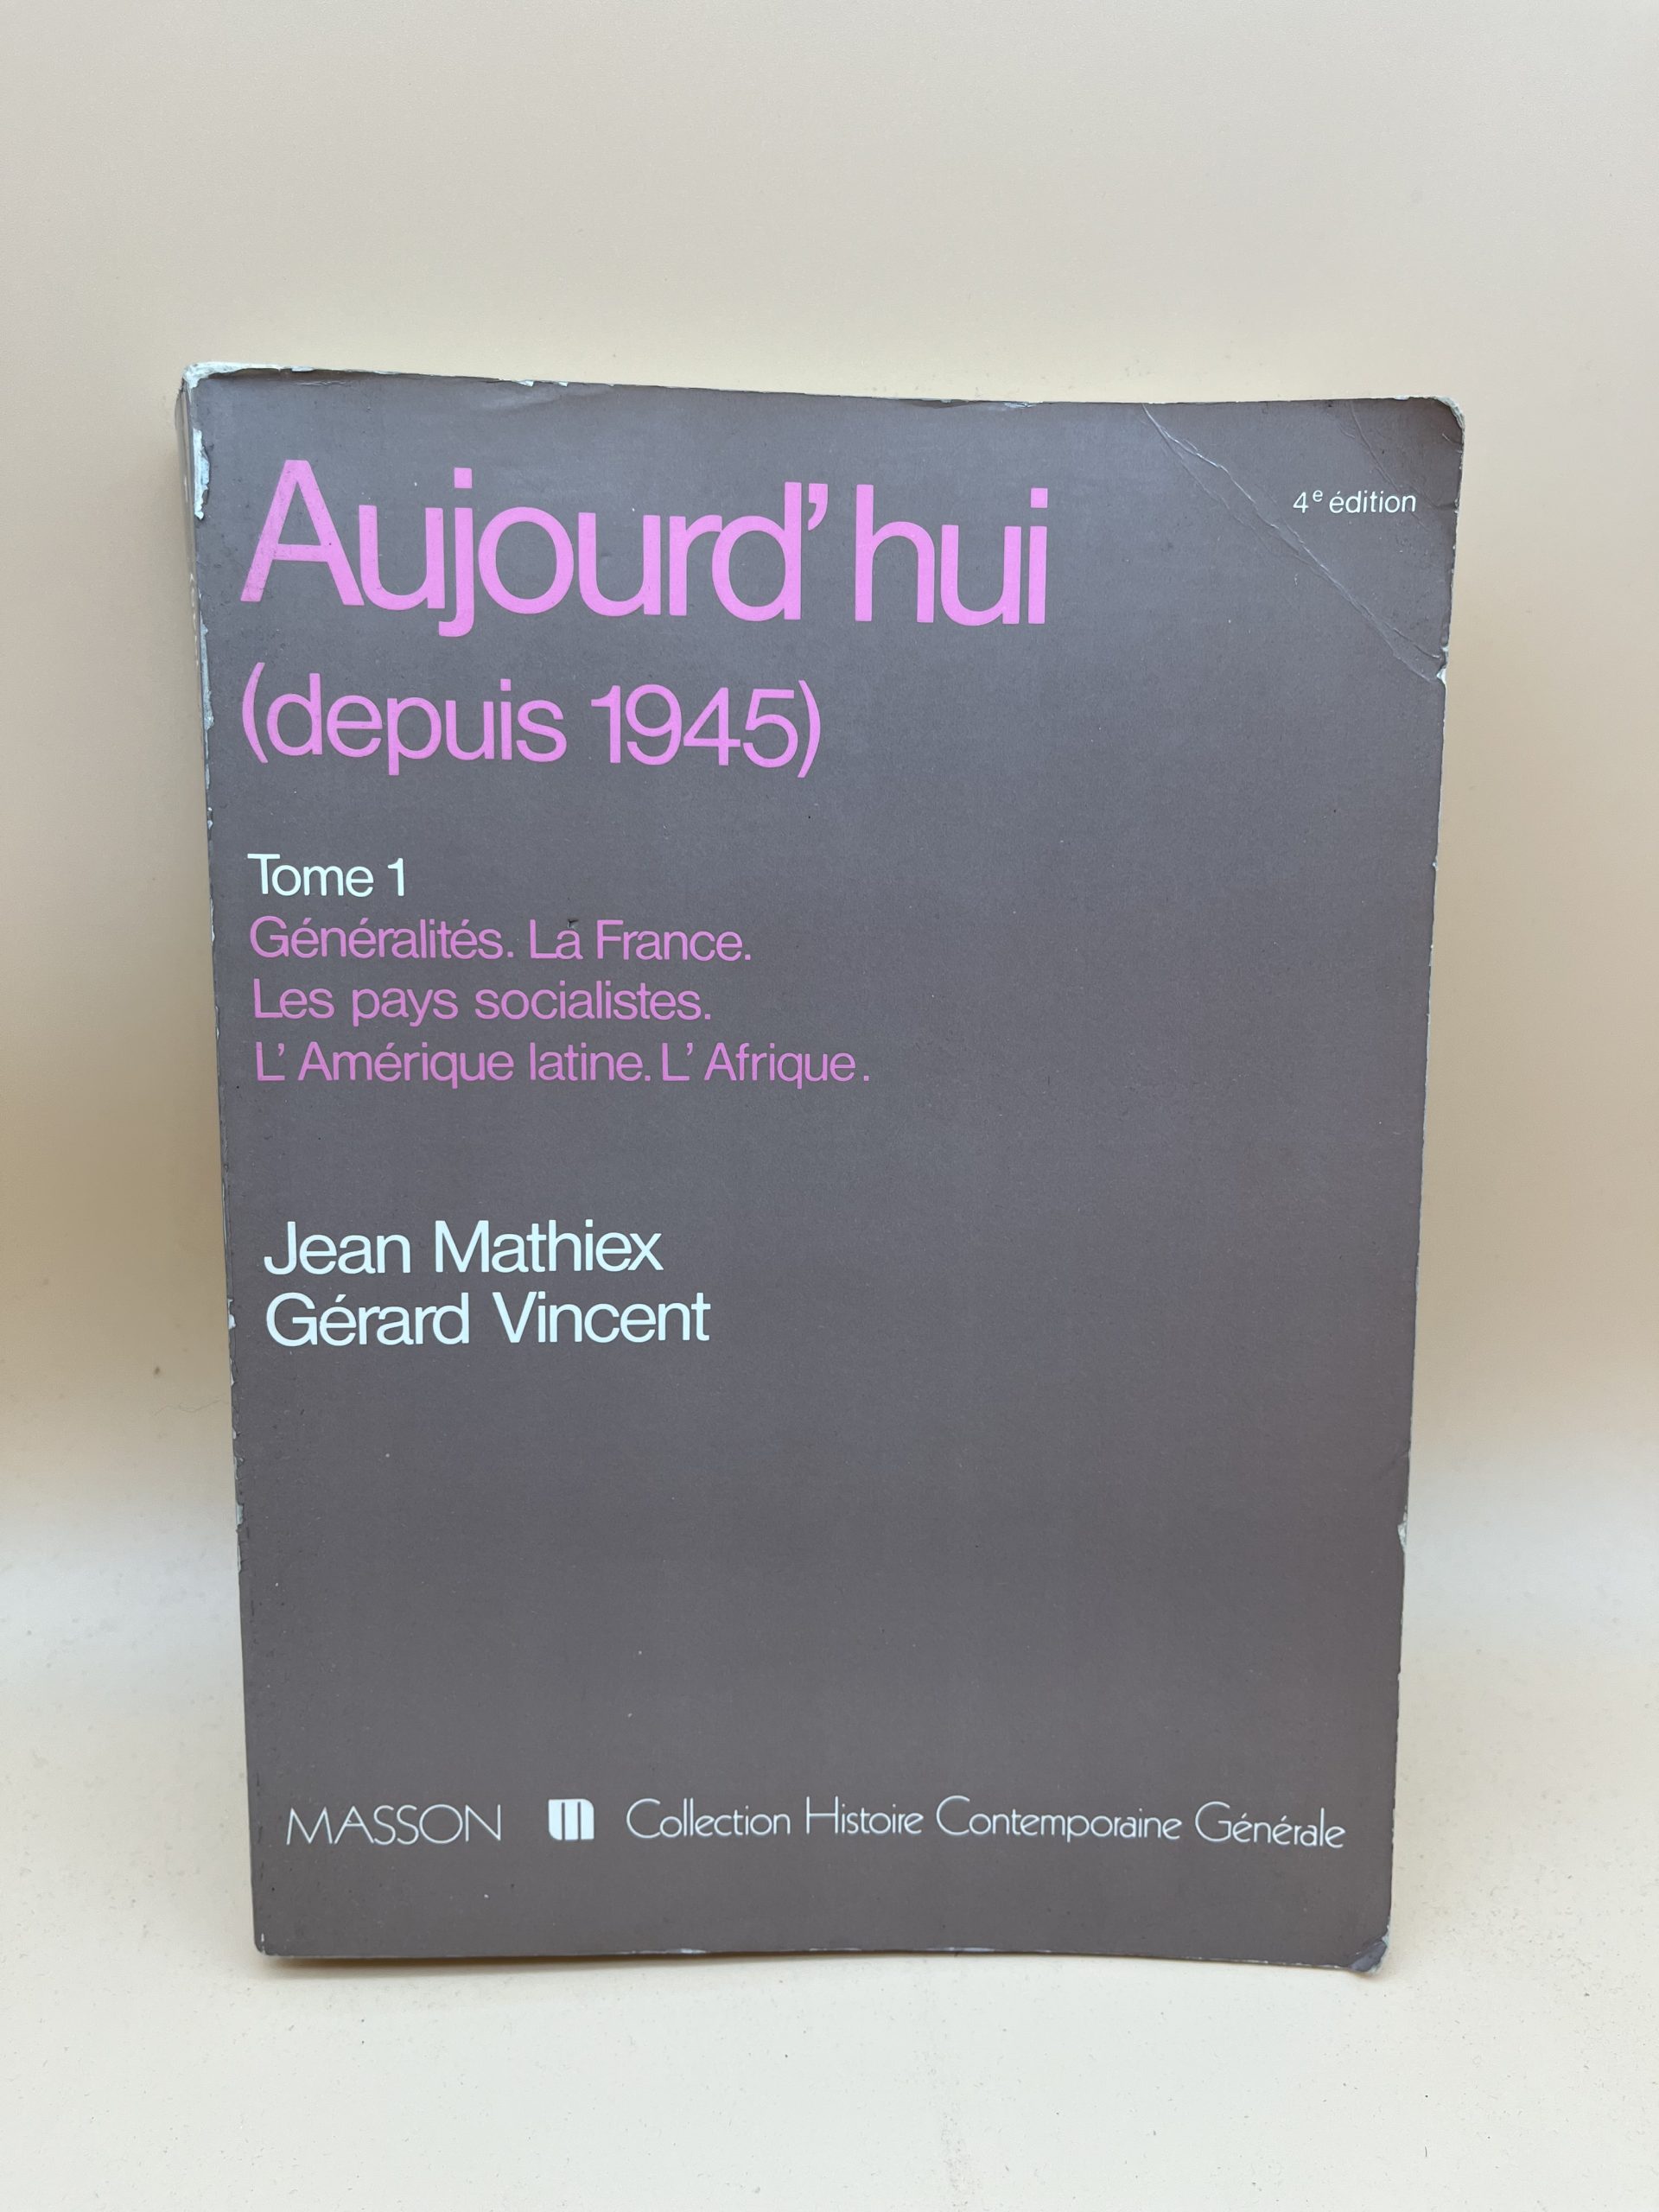 Aujourd'hui
4e édition
(depuis 1945)
Tome 1
Généralités. La France.
Les pays socialistes.
L'Amérique latine. L'Afrique.
Jean Mathiex
Gérard Vincent
MASSON m Collection Histoire Contemporaine Générale